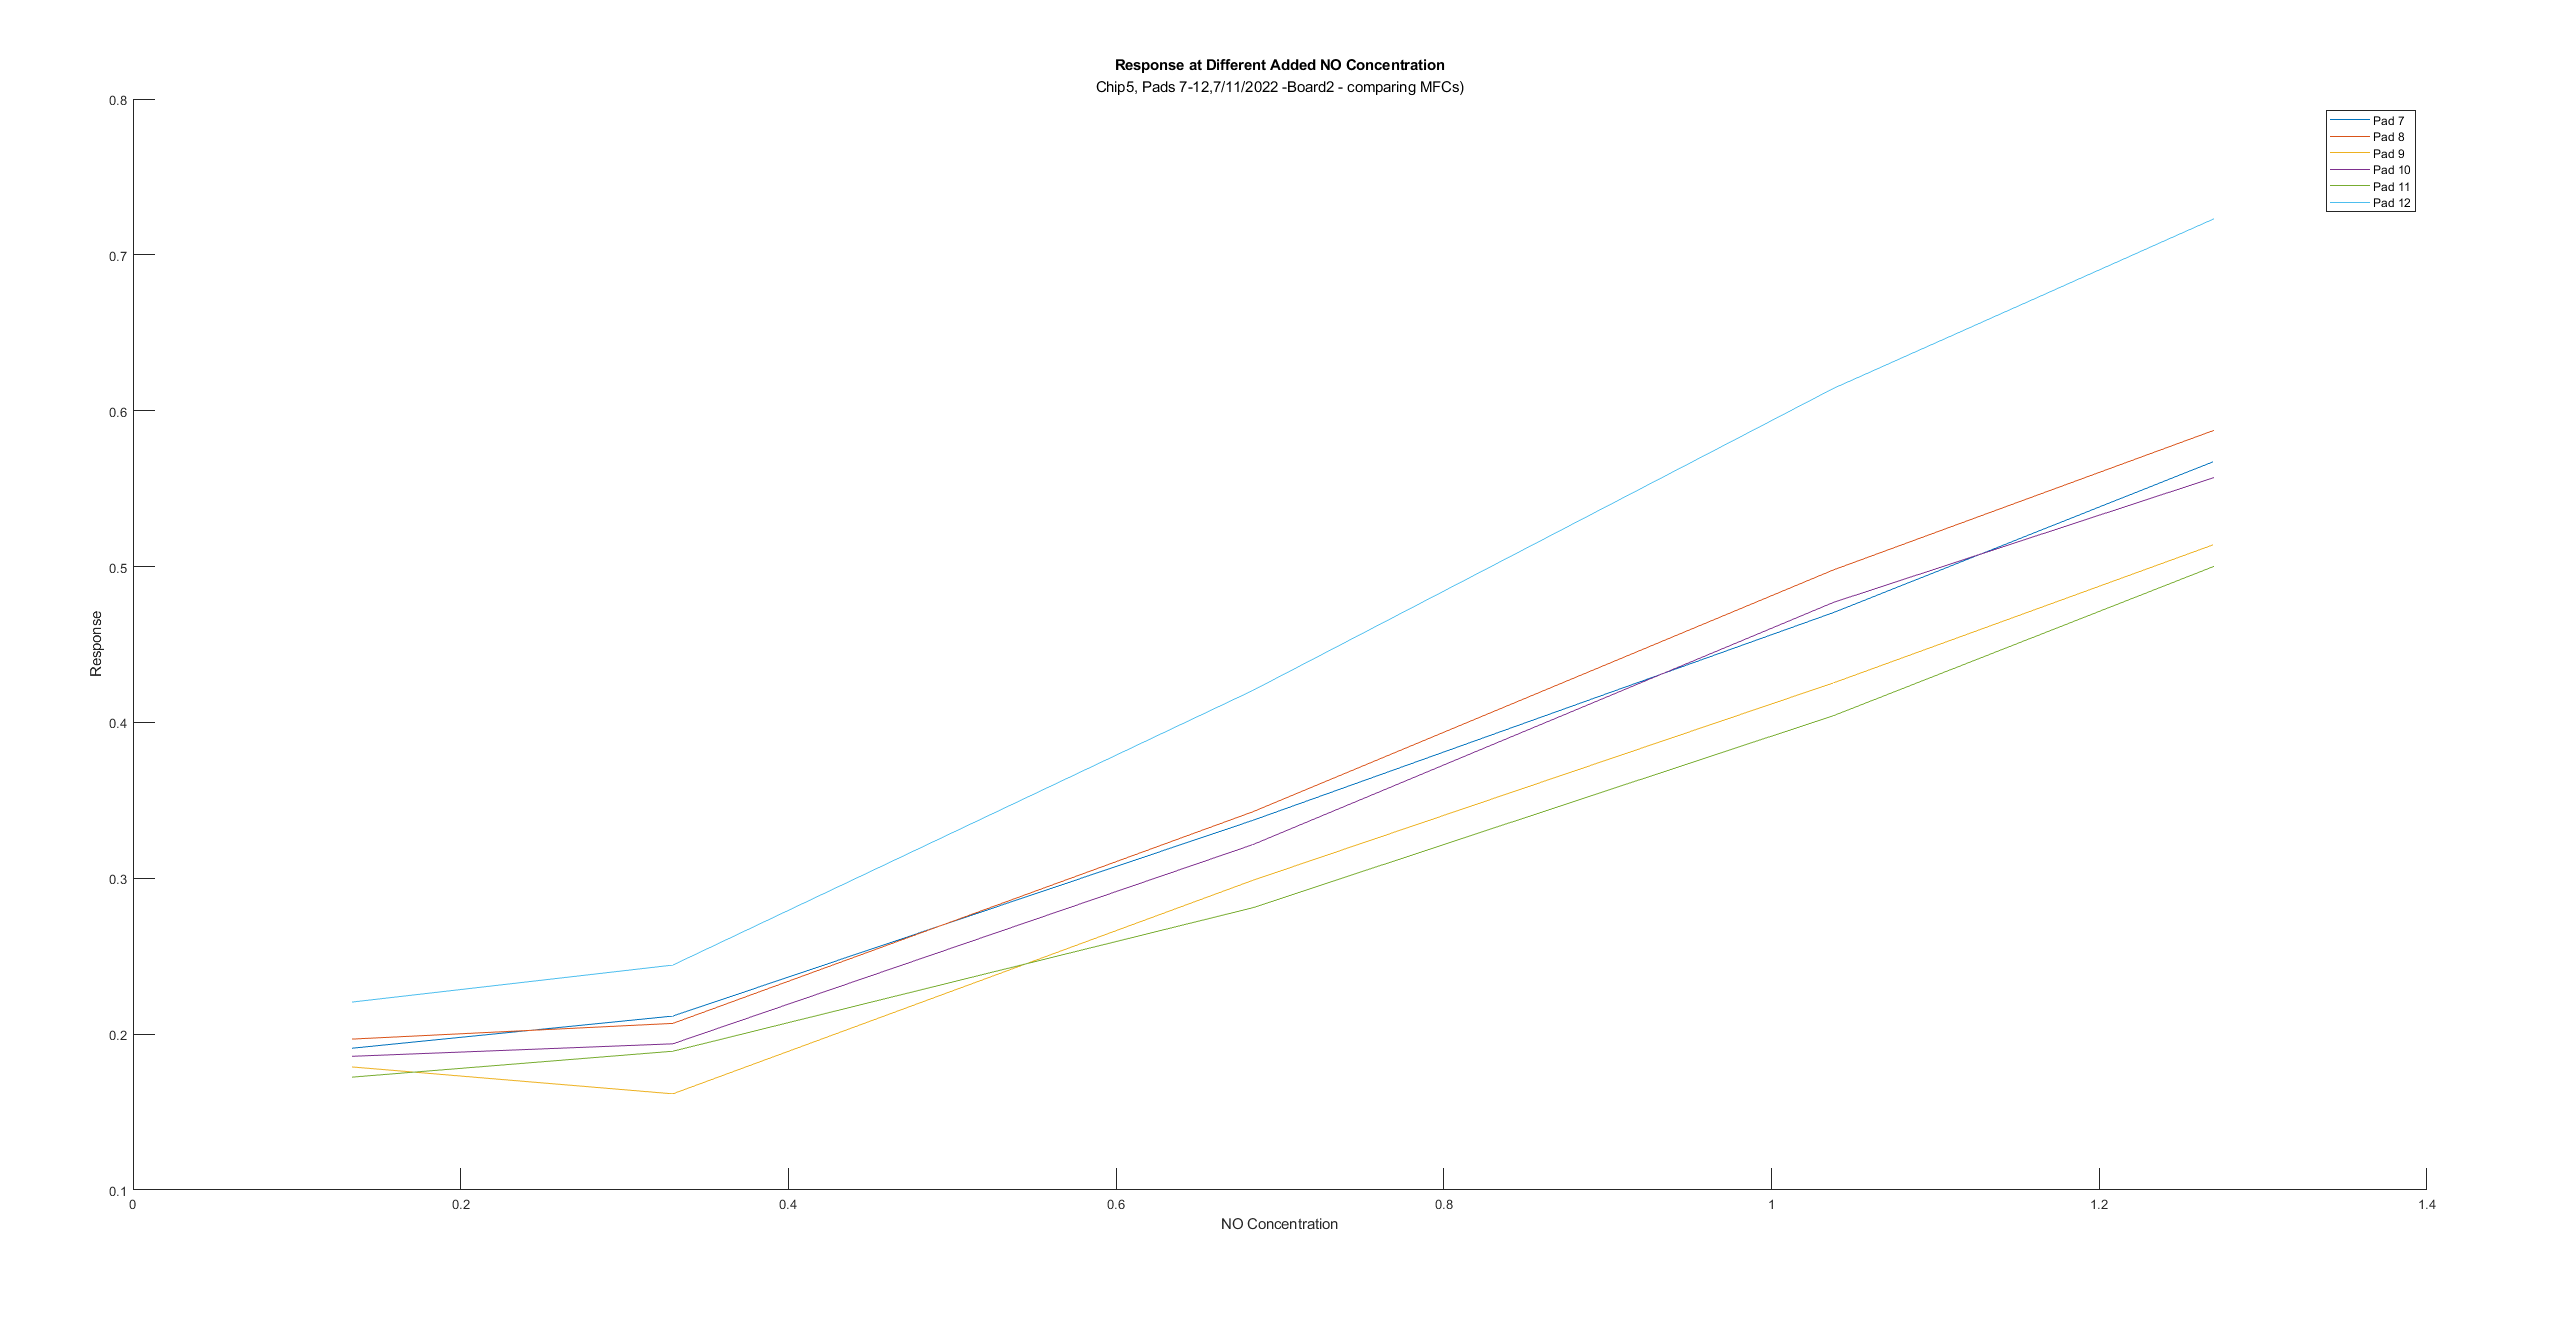 Response at Different Added NO Concentration
Chip5, Pads 7-12,7/11/2022 -Board2 - comparing MFCs)
0.8
0.7
0.6
0.5
0.4
0.3
0.2
0.1
Response
0
0.2
0.4
0.6
0.8
1
1.2
1.4
NO Concentration
Pad 7
Pad 8
Pad 9
Pad 10
Pad 11
Pad 12